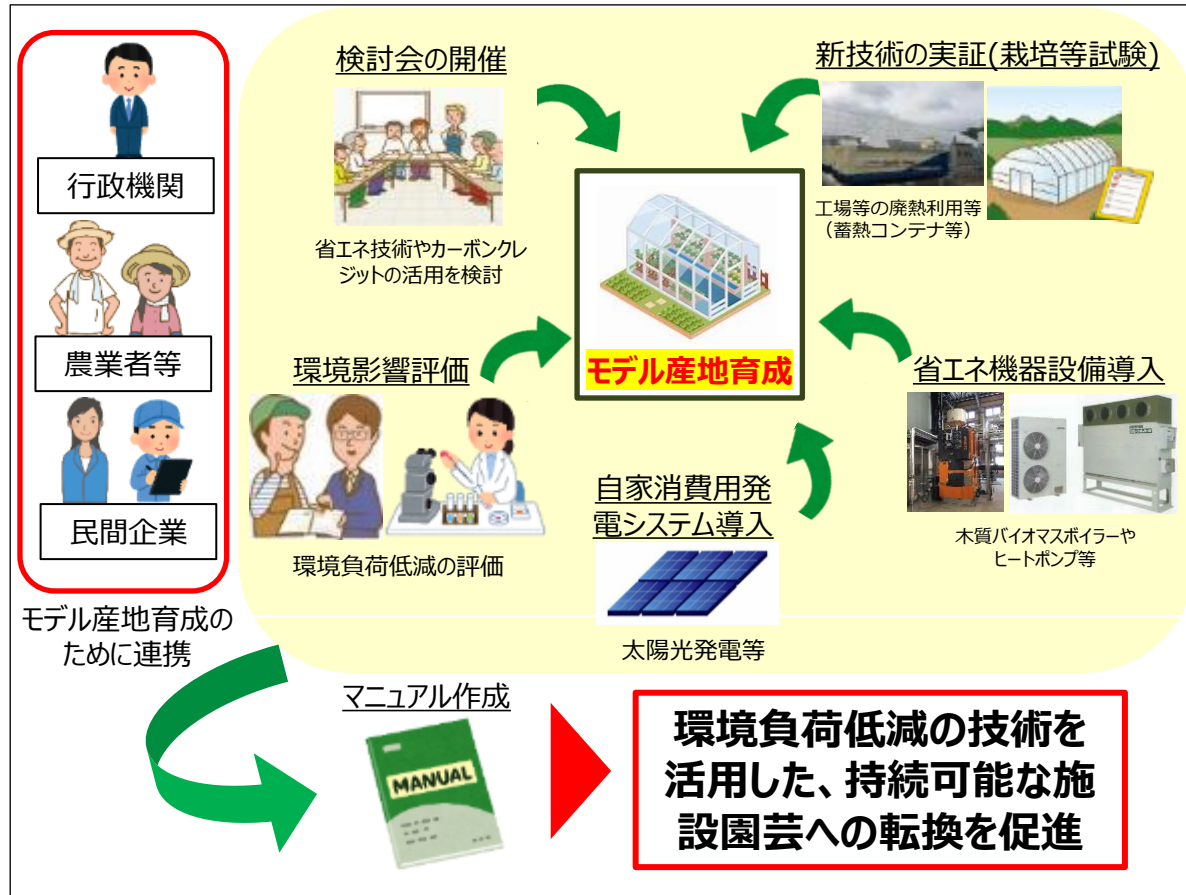 行政機関
農業者等
民間企業
モデル産地育成の
ために連携
検討会の開催
省エネ技術やカーボンクレ
ジットの活用を検討
新技術の実証(栽培等試験)
工場等の廃熱利用等
（蓄熱コンテナ等）
モデル産地育成
環境影響評価
環境負荷低減の評価
自家消費用発
電システム導入
太陽光発電等
省エネ機器設備導入
木質バイオマスボイラーや
ヒートポンプ等
マニュアル作成
MANUAL
環境負荷低減の技術を
活用した、持続可能な施
設園芸への転換を促進